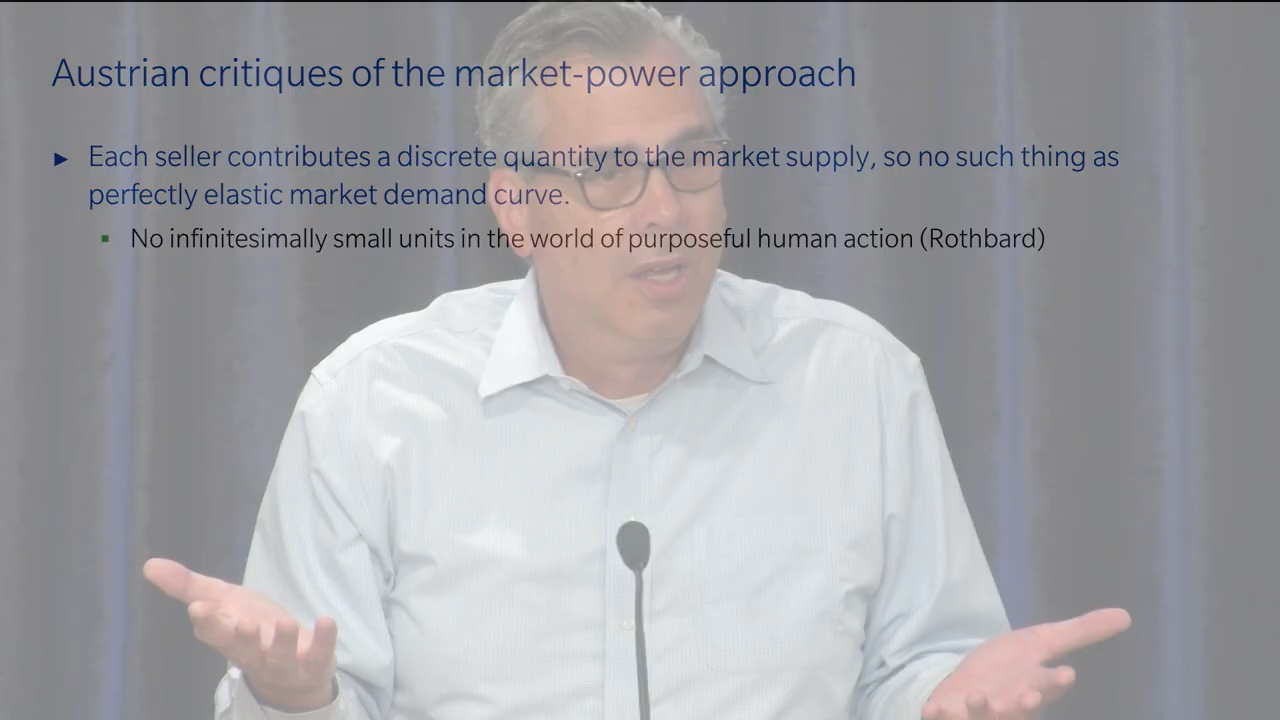 Austrian critiques of the market-power approach
Each seller contributes a discrete quantity to the market supply, so no such thing as
perfectly elastic market demand curve.
No infinitesimally small units in the world of purposeful human action (Rothbard)